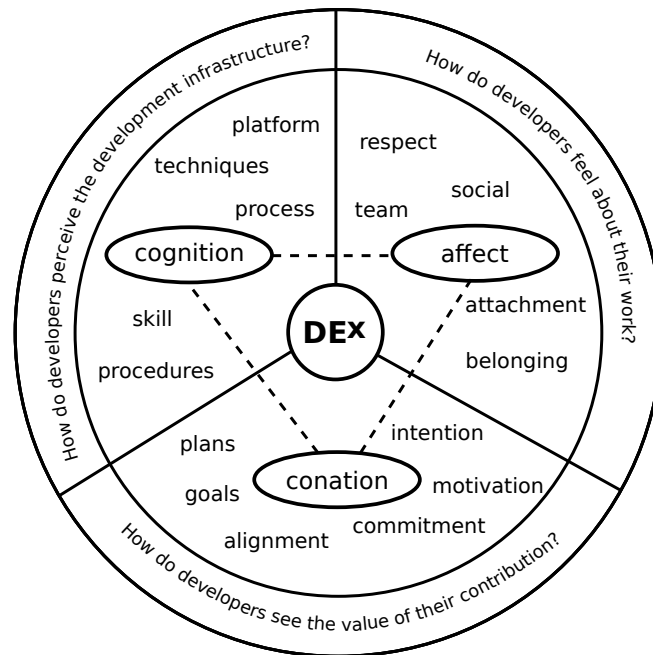 How do developers perceive the development infrastructure?
How do developers feel about their work?
platform
respect
techniques
social
process
team
cognition
affect
attachment
skill
DEx
belonging
procedures
intention
plans
conation
motivation
goals
commitment
alignment
How do developers see the value of their contribution?